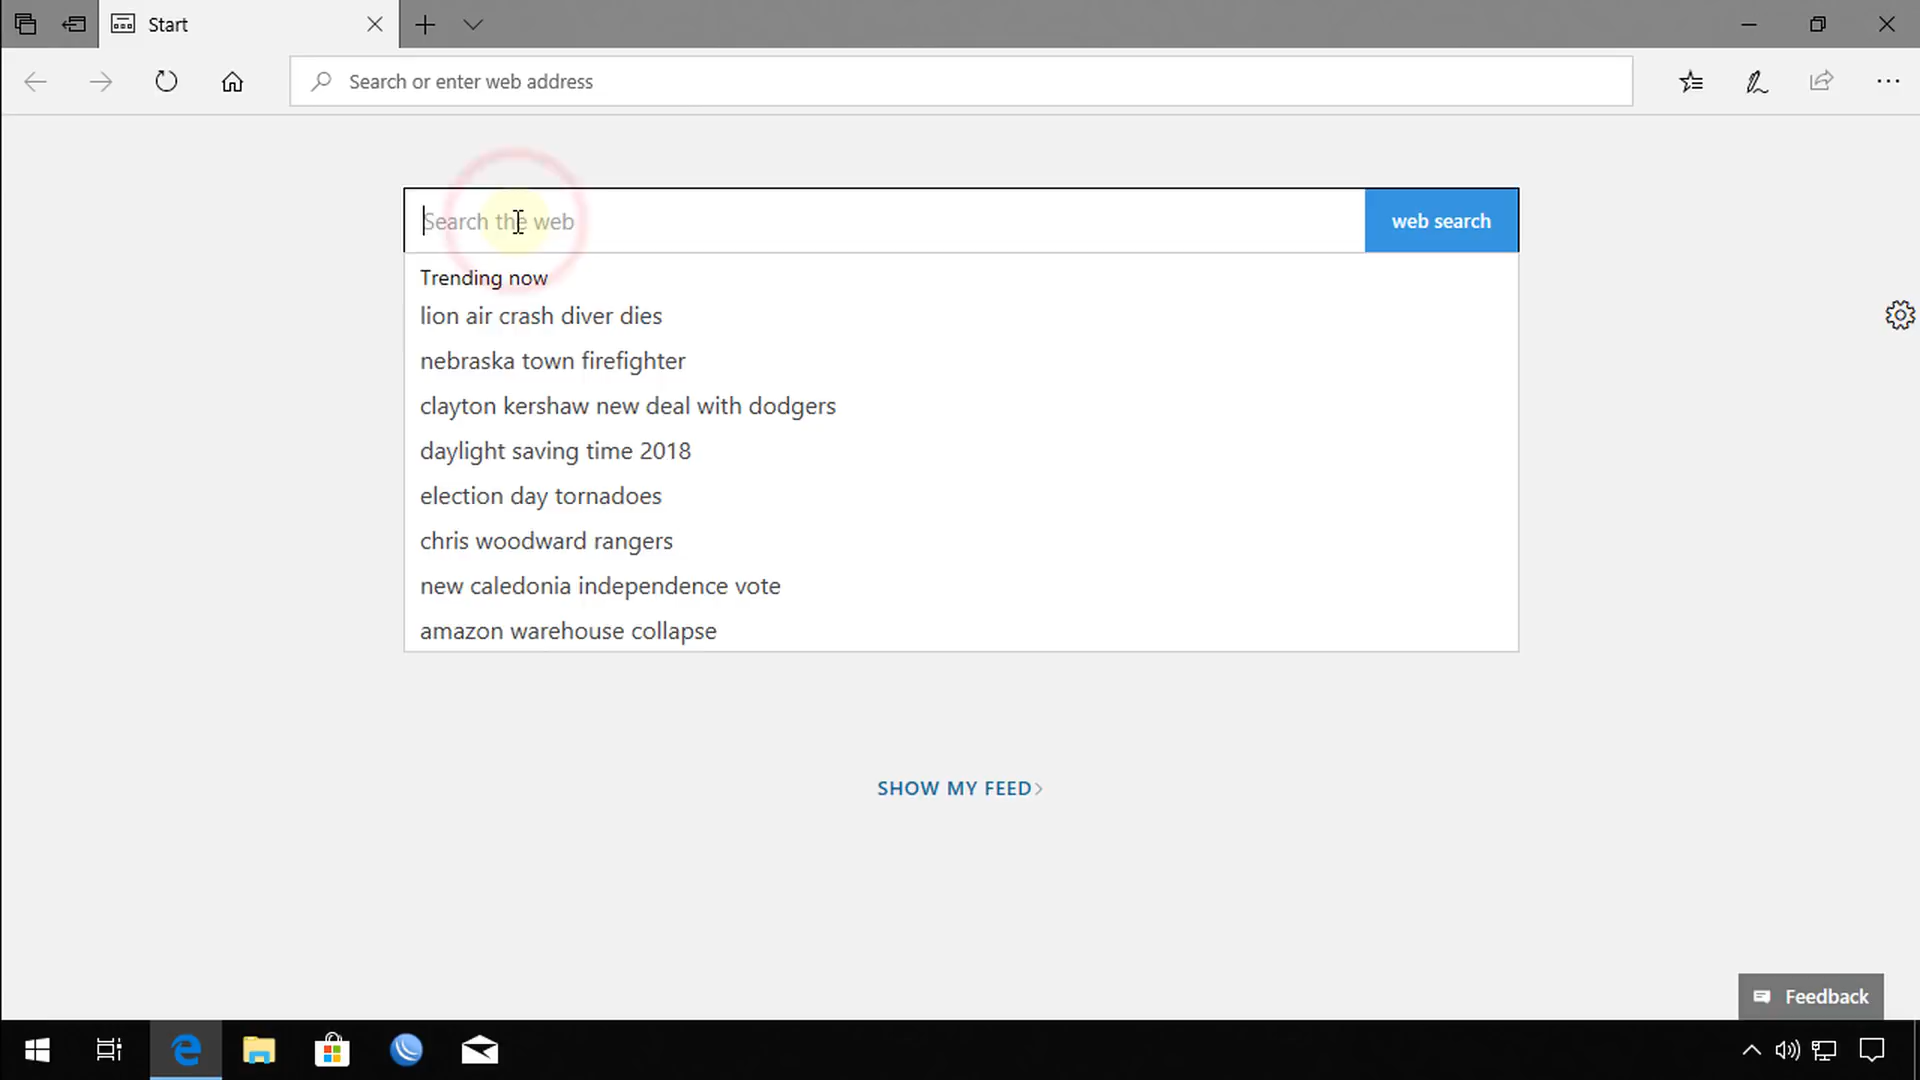 Start
Search or enter web address
Search the web
web search
Trending now
lion air crash diver dies
nebraska town firefighter
clayton kershaw new deal with dodgers
daylight saving time 2018
election day tornadoes
chris woodward rangers
new caledonia independence vote
amazon warehouse collapse
SHOW MY FEED
Feedback